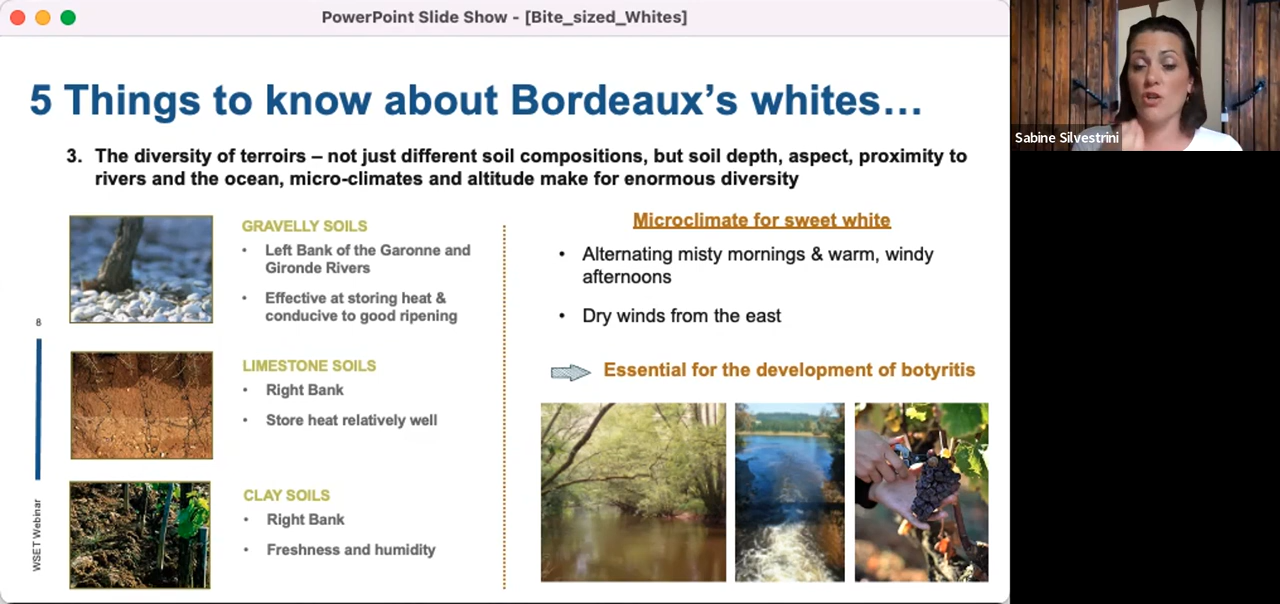 PowerPoint Slide Show - [Bite_sized_Whites]
5 Things to know about Bordeaux’s whites…
3. The diversity of terroirs – not just different soil compositions, but soil depth, aspect, proximity to
rivers and the ocean, micro-climates and altitude make for enormous diversity
GRAVELLY SOILS
• Left Bank of the Garonne and
Gironde Rivers
• Effective at storing heat &
conducive to good ripening
LIMESTONE SOILS
• Right Bank
• Store heat relatively well
CLAY SOILS
• Right Bank
• Freshness and humidity
Microclimate for sweet white
• Alternating misty mornings & warm, windy
afternoons
• Dry winds from the east
Essential for the development of botyritis
8
WSET Webinar
Sabine Silvestrini